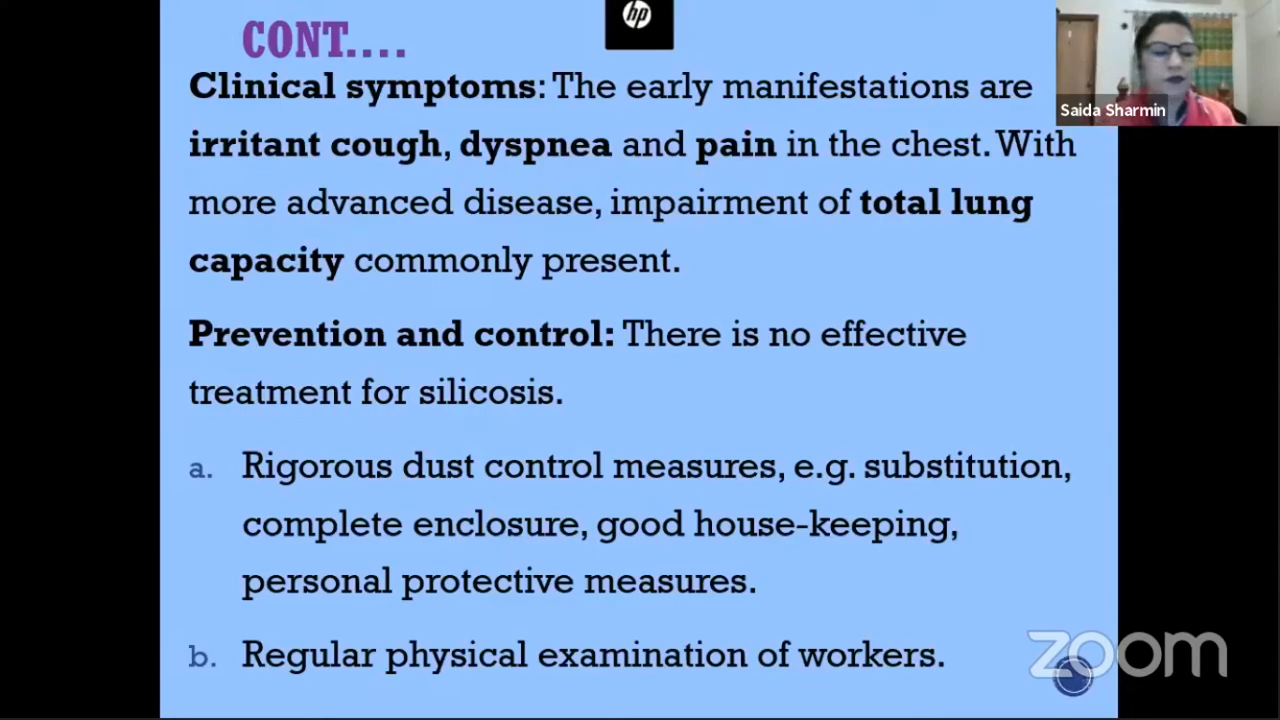 CONT....
hp
Saida Sharmin
Clinical symptoms: The early manifestations are
irritant cough, dyspnea and pain in the chest. With
more advanced disease, impairment of total lung
capacity commonly present.
Prevention and control: There is no effective
treatment for silicosis.
a. Rigorous dust control measures, e.g. substitution,
complete enclosure, good house-keeping,
personal protective measures.
b. Regular physical examination of workers.
zoom